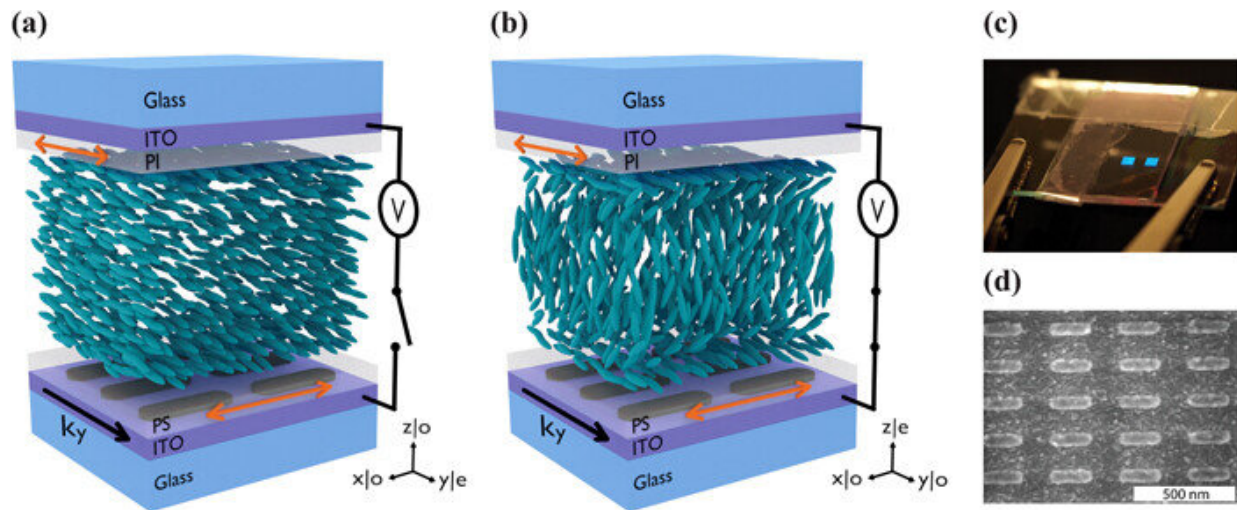 (a)
Glass
ITO
PI
V
PS
ITO
Glass
ky
z|o
x|o
y|e
(b)
Glass
ITO
PI
V
PS
ITO
Glass
ky
z|e
x|o
y|o
(c)
(d)
500 nm